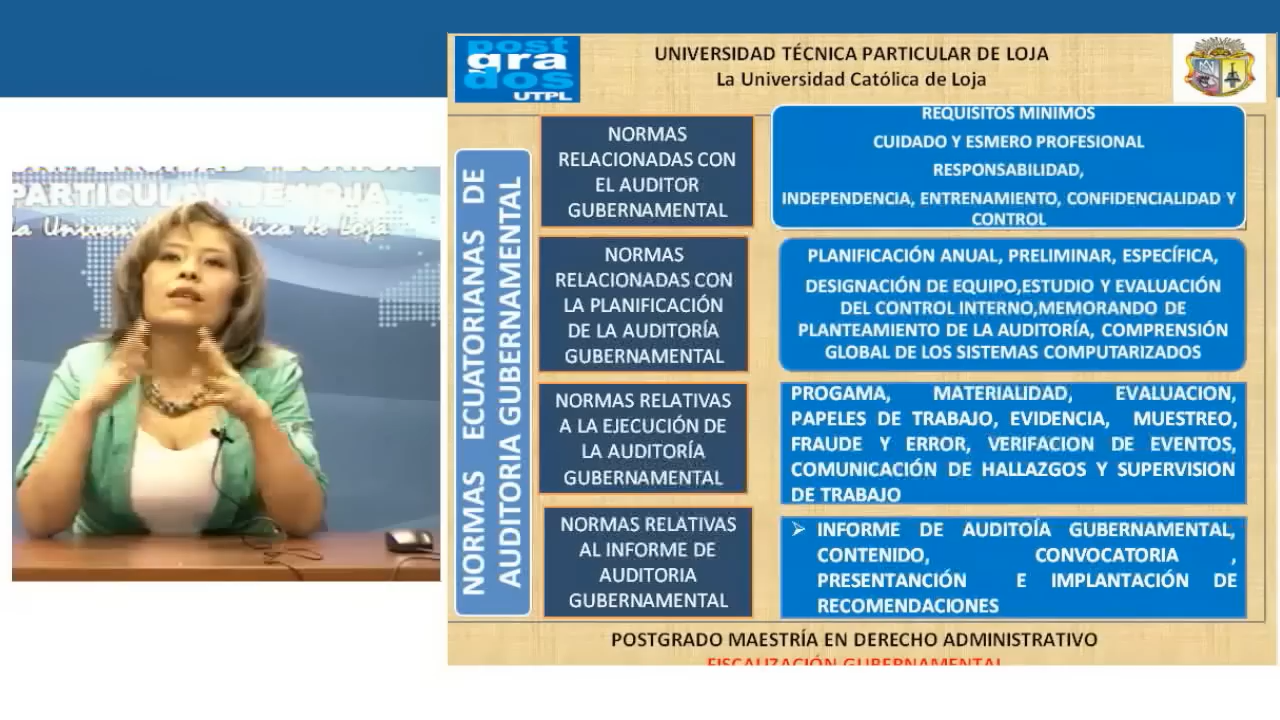 PARTICULAR DE LOJA
La Universidad Católica de Loja
post
gra
dos
UTPL
UNIVERSIDAD TÉCNICA PARTICULAR DE LOJA
La Universidad Católica de Loja
NORMAS ECUATORIANAS DE
AUDITORIA GUBERNAMENTAL
NORMAS
RELACIONADAS CON
EL AUDITOR
GUBERNAMENTAL
REQUISITOS MINIMOS
CUIDADO Y ESMERO PROFESIONAL
RESPONSABILIDAD,
INDEPENDENCIA, ENTRENAMIENTO, CONFIDENCIALIDAD Y
CONTROL
NORMAS
RELACIONADAS CON
LA PLANIFICACIÓN
DE LA AUDITORÍA
GUBERNAMENTAL
PLANIFICACIÓN ANUAL, PRELIMINAR, ESPECÍFICA,
DESIGNACIÓN DE EQUIPO,ESTUDIO Y EVALUACIÓN
DEL CONTROL INTERNO,MEMORANDO DE
PLANTEAMIENTO DE LA AUDITORÍA, COMPRENSIÓN
GLOBAL DE LOS SISTEMAS COMPUTARIZADOS
NORMAS RELATIVAS
A LA EJECUCIÓN DE
LA AUDITORÍA
GUBERNAMENTAL
PROGAMA, MATERIALIDAD, EVALUACION,
PAPELES DE TRABAJO, EVIDENCIA, MUESTREO,
FRAUDE Y ERROR, VERIFACION DE EVENTOS,
COMUNICACIÓN DE HALLAZGOS Y SUPERVISION
DE TRABAJO
NORMAS RELATIVAS
AL INFORME DE
AUDITORIA
GUBERNAMENTAL
INFORME DE AUDITOÍA GUBERNAMENTAL,
CONTENIDO, CONVOCATORIA ,
PRESENTANCIÓN E IMPLANTACIÓN DE
RECOMENDACIONES
POSTGRADO MAESTRÍA EN DERECHO ADMINISTRATIVO
FISCALIZACIÓN GUBERNAMENTAL